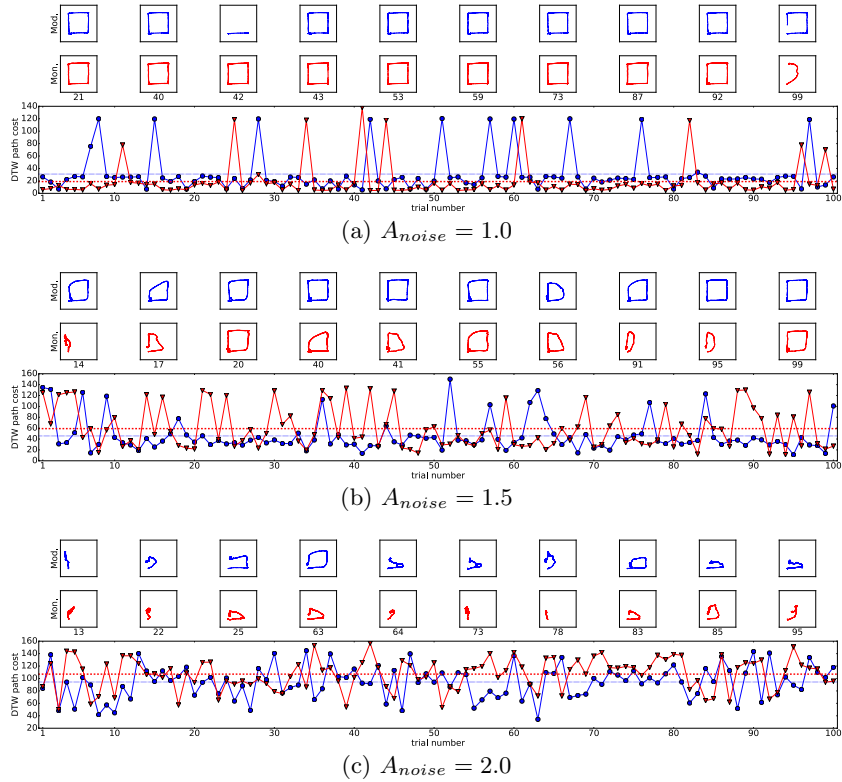 Mod.
Mon.
21 40 42 43 53 59 73 87 92 99
140
120
100
80
60
40
20
0
DTW path cost
1 10 20 30 40 50 60 70 80 90 100
trial number
(a) A_noise = 1.0
Mod.
Mon.
14 17 20 40 41 55 56 91 95 99
160
140
120
100
80
60
40
20
0
DTW path cost
1 10 20 30 40 50 60 70 80 90 100
trial number
(b) A_noise = 1.5
Mod.
Mon.
13 22 25 63 64 73 78 83 85 95
160
140
120
100
80
60
40
20
DTW path cost
1 10 20 30 40 50 60 70 80 90 100
trial number
(c) A_noise = 2.0